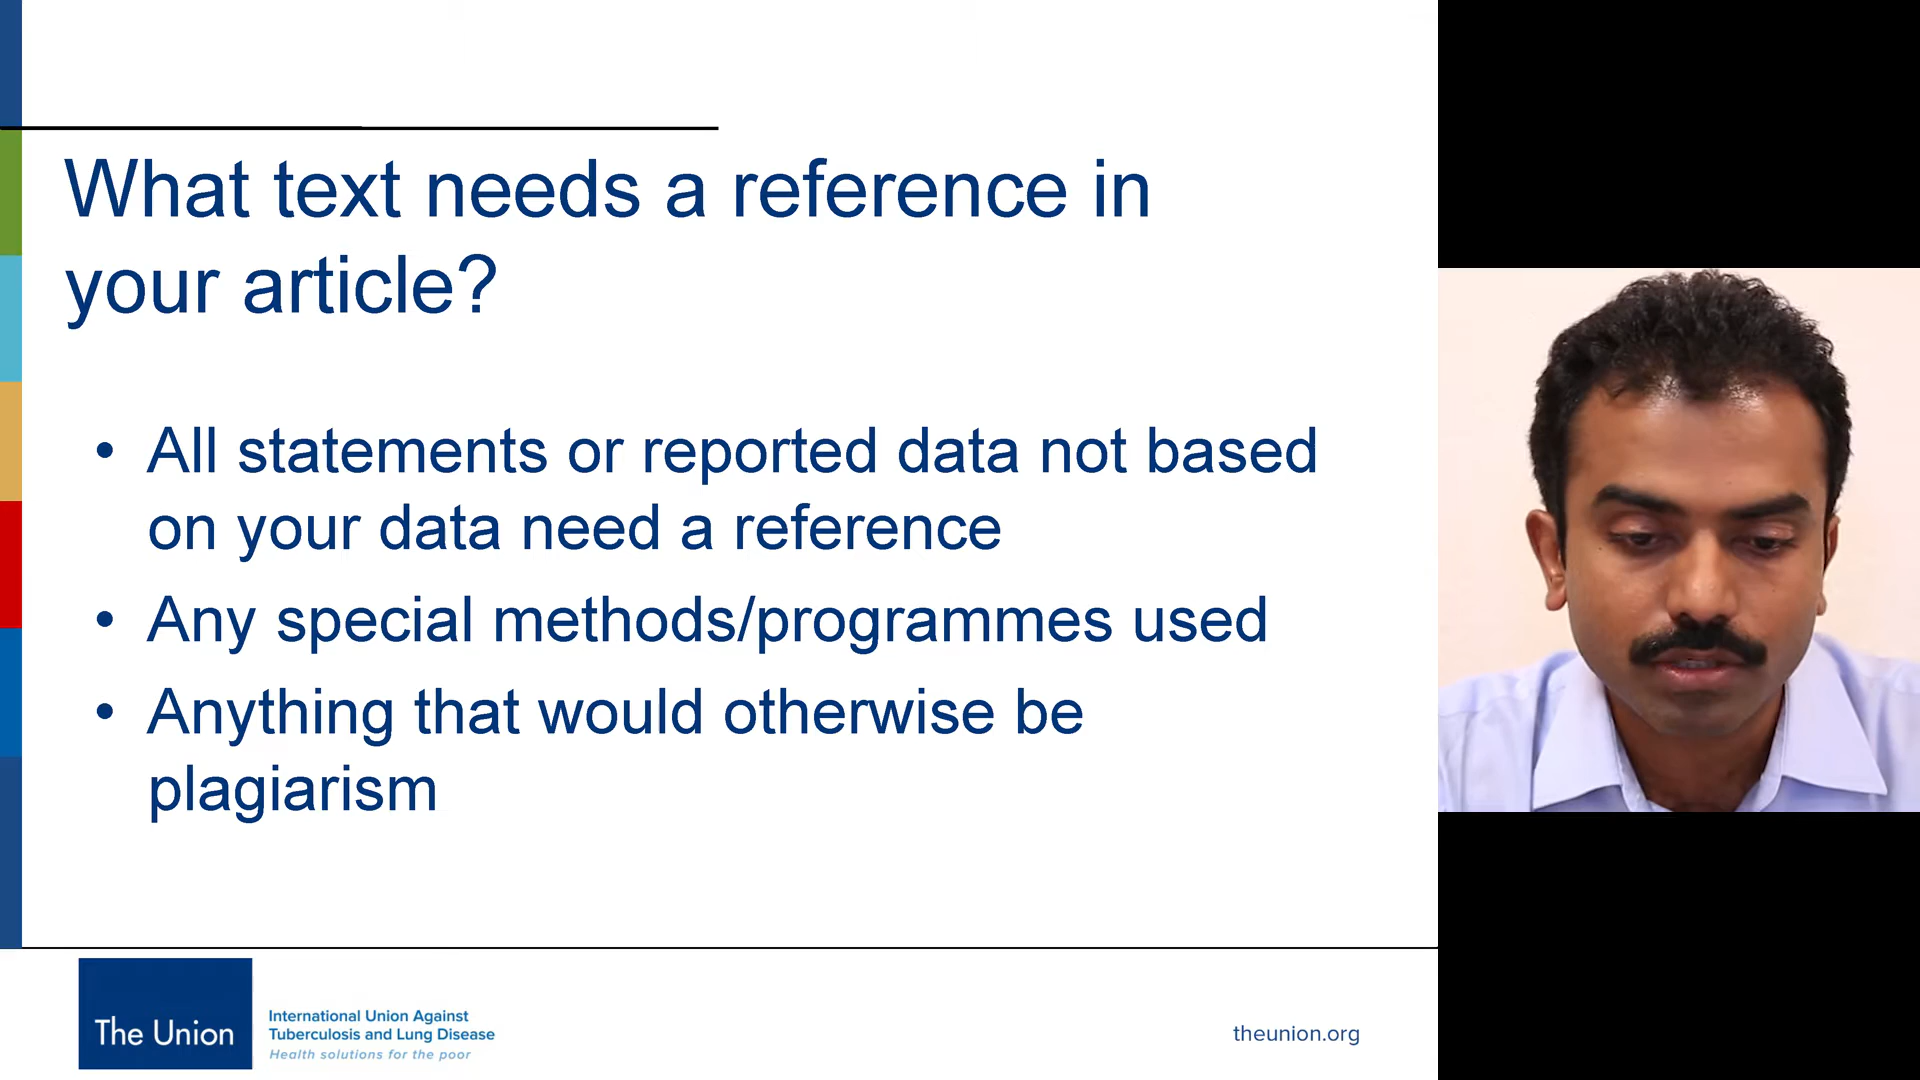 What text needs a reference in
your article?
• All statements or reported data not based
on your data need a reference
• Any special methods/programmes used
• Anything that would otherwise be
plagiarism
The Union
International Union Against
Tuberculosis and Lung Disease
Health solutions for the poor
theunion.org